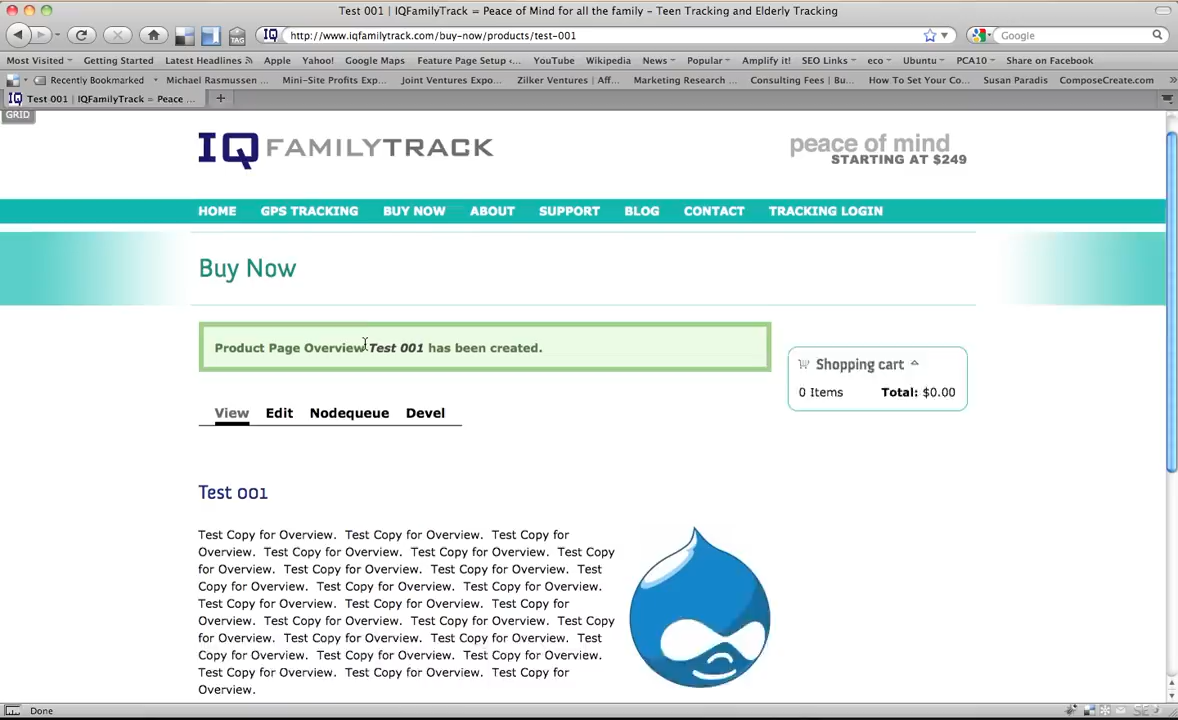 Test 001 | IQFamilyTrack = Peace of Mind for all the family - Teen Tracking and Elderly Tracking
TAG IQ http://www.iqfamilytrack.com/buy-now/products/test-001 Google
Most Visited Getting Started Latest Headlines Apple Yahoo! Google Maps Feature Page Setup ‹... YouTube Wikipedia News Popular Amplify it! SEO Links eco Ubuntu PCA10 Share on Facebook
Recently Bookmarked Michael Rasmussen ... Mini-Site Profits Exp... Joint Ventures Expo... Zilker Ventures | Aff... Marketing Research ... Consulting Fees | Bu... How To Set Your Co... Susan Paradis ComposeCreate.com
IQ Test 001 | IQFamilyTrack = Peace ... +
GRID
IQ FAMILYTRACK
peace of mind
STARTING AT $249
HOME GPS TRACKING BUY NOW ABOUT SUPPORT BLOG CONTACT TRACKING LOGIN
Buy Now
Product Page Overview Test 001 has been created.
Shopping cart
0 Items Total: $0.00
View Edit Nodequeue Devel
Test 001
Test Copy for Overview. Test Copy for Overview. Test Copy for
Overview. Test Copy for Overview. Test Copy for Overview. Test Copy
for Overview. Test Copy for Overview. Test Copy for Overview. Test
Copy for Overview. Test Copy for Overview. Test Copy for Overview.
Test Copy for Overview. Test Copy for Overview. Test Copy for
Overview. Test Copy for Overview. Test Copy for Overview. Test Copy
for Overview. Test Copy for Overview. Test Copy for Overview. Test
Copy for Overview. Test Copy for Overview. Test Copy for Overview.
Test Copy for Overview. Test Copy for Overview. Test Copy for
Overview.
Done